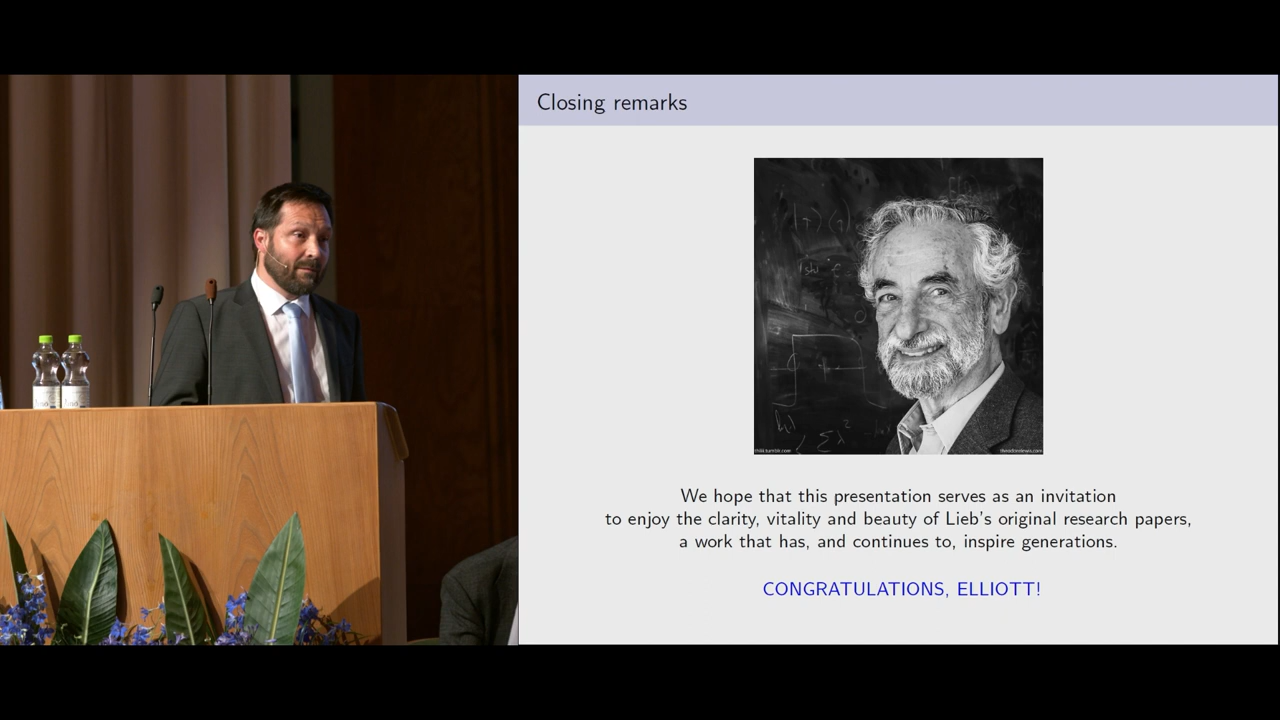 Closing remarks
We hope that this presentation serves as an invitation
to enjoy the clarity, vitality and beauty of Lieb's original research papers,
a work that has, and continues to, inspire generations.
CONGRATULATIONS, ELLIOTT!